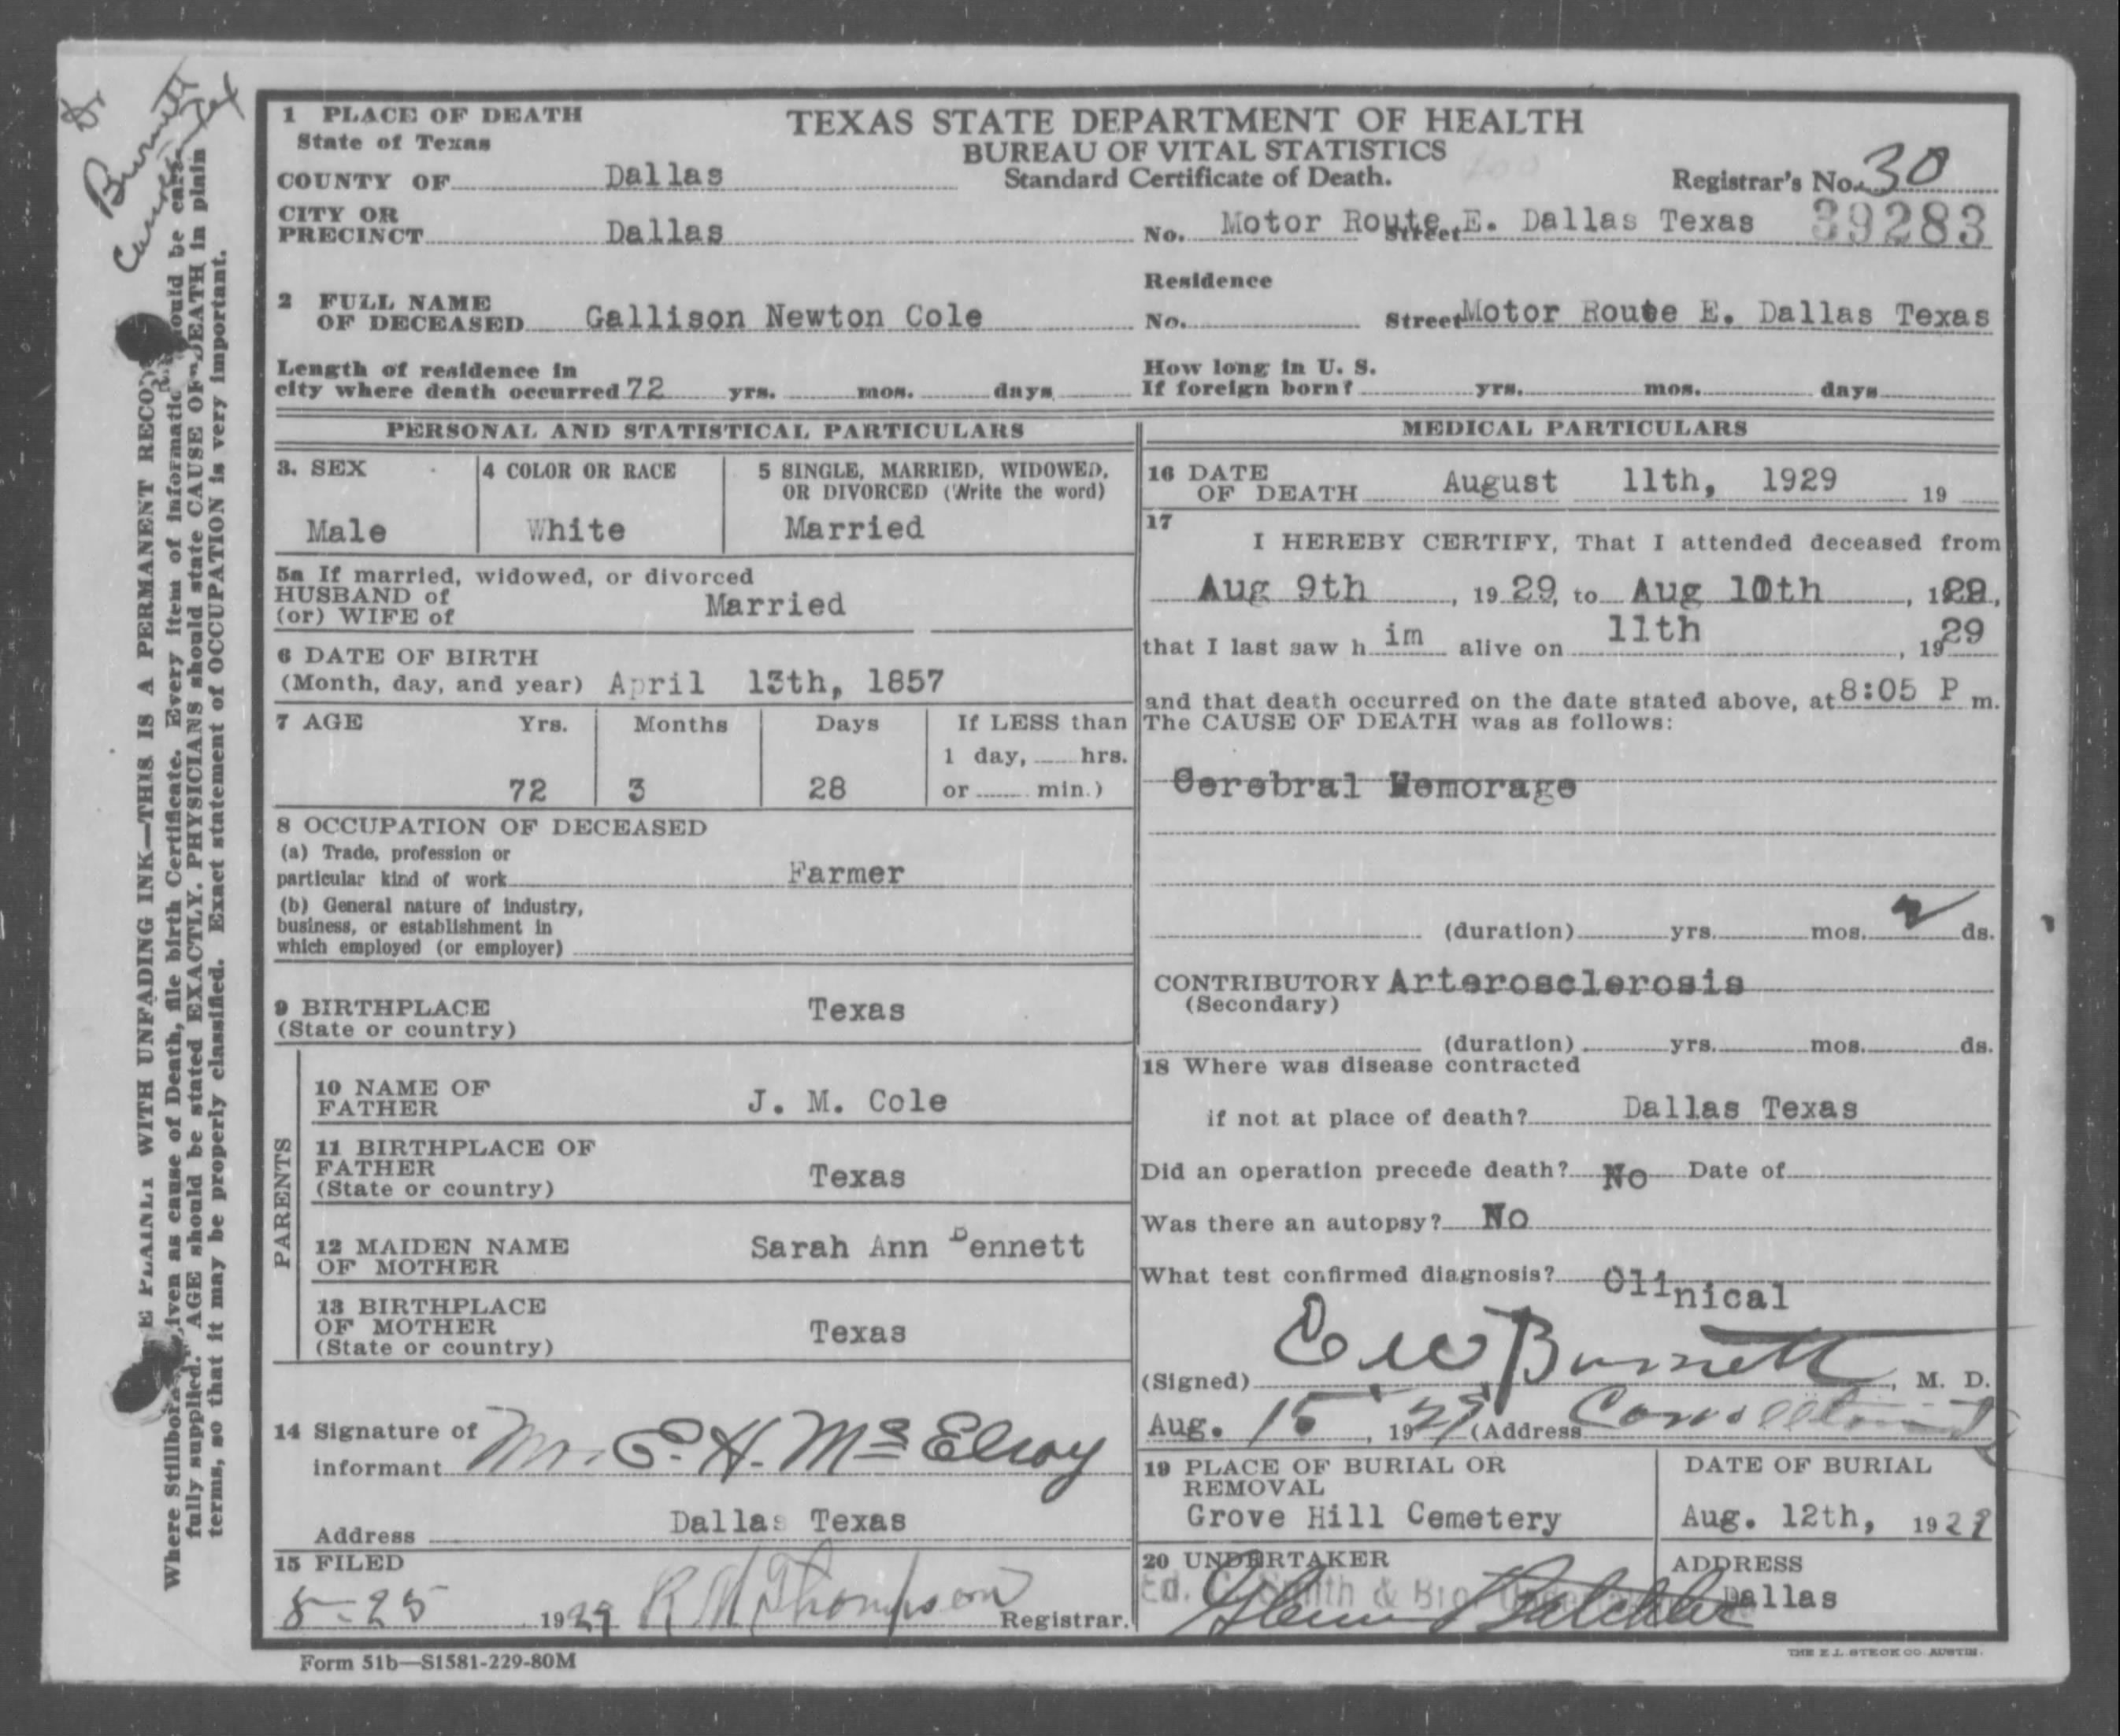 Dr
Burnett
1 PLACE OF DEATH
State of Texas
COUNTY OF Dallas
CITY OR
PRECINCT Dallas
TEXAS STATE DEPARTMENT OF HEALTH
BUREAU OF VITAL STATISTICS
Standard Certificate of Death.
Registrar's No. 30
No. Motor Route Street E. Dallas Texas 39283
2 FULL NAME
OF DECEASED Gallison Newton Cole
Residence
No. Street Motor Route E. Dallas Texas
Length of residence in
city where death occurred 72 yrs. mos. days
How long in U. S.
If foreign born? yrs. mos. days
PERSONAL AND STATISTICAL PARTICULARS
3. SEX
Male
4 COLOR OR RACE
White
5 SINGLE, MARRIED, WIDOWED,
OR DIVORCED (Write the word)
Married
5a If married, widowed, or divorced
HUSBAND of
(or) WIFE of Married
6 DATE OF BIRTH
(Month, day, and year) April 13th, 1857
7 AGE Yrs. Months Days If LESS than
1 day, hrs.
72 3 28 or min.)
8 OCCUPATION OF DECEASED
(a) Trade, profession or
particular kind of work Farmer
(b) General nature of industry,
business, or establishment in
which employed (or employer)
9 BIRTHPLACE
(State or country) Texas
PARENTS
10 NAME OF
FATHER J. M. Cole
11 BIRTHPLACE OF
FATHER
(State or country) Texas
12 MAIDEN NAME
OF MOTHER Sarah Ann Bennett
13 BIRTHPLACE
OF MOTHER
(State or country) Texas
14 Signature of
informant Mr. C. H. McElroy
Address Dallas Texas
15 FILED
8-25 1929 R M Thompson Registrar.
MEDICAL PARTICULARS
16 DATE
OF DEATH August 11th, 1929 19
17
I HEREBY CERTIFY, That I attended deceased from
Aug 9th, 1929, to Aug 10th, 1929,
that I last saw h im alive on 11th, 1929
and that death occurred on the date stated above, at 8:05 P m.
The CAUSE OF DEATH was as follows:
Cerebral Hemorage
(duration) yrs. mos. 2 ds.
CONTRIBUTORY Arterosclerosis
(Secondary)
(duration) yrs. mos. ds.
18 Where was disease contracted
if not at place of death? Dallas Texas
Did an operation precede death? No Date of
Was there an autopsy? No
What test confirmed diagnosis? Clinical
(Signed) Burnett, M. D.
Aug. 15, 1929 (Address
19 PLACE OF BURIAL OR
REMOVAL
Grove Hill Cemetery
DATE OF BURIAL
Aug. 12th, 1929
20 UNDERTAKER
Ed. C. Smith & Bro.
Glenn
ADDRESS
Dallas
Form 51b—S1581-229-80M
THE E.L. STECK CO. AUSTIN.
E PLAINLY WITH UNFADING INK—THIS IS A PERMANENT RECO
Where Stillborn given as cause of Death, file birth Certificate. Every item of informatic should be care
fully supplied. AGE should be stated EXACTLY. PHYSICIANS should state CAUSE OF DEATH in plain
terms, so that it may be properly classified. Exact statement of OCCUPATION is very important.